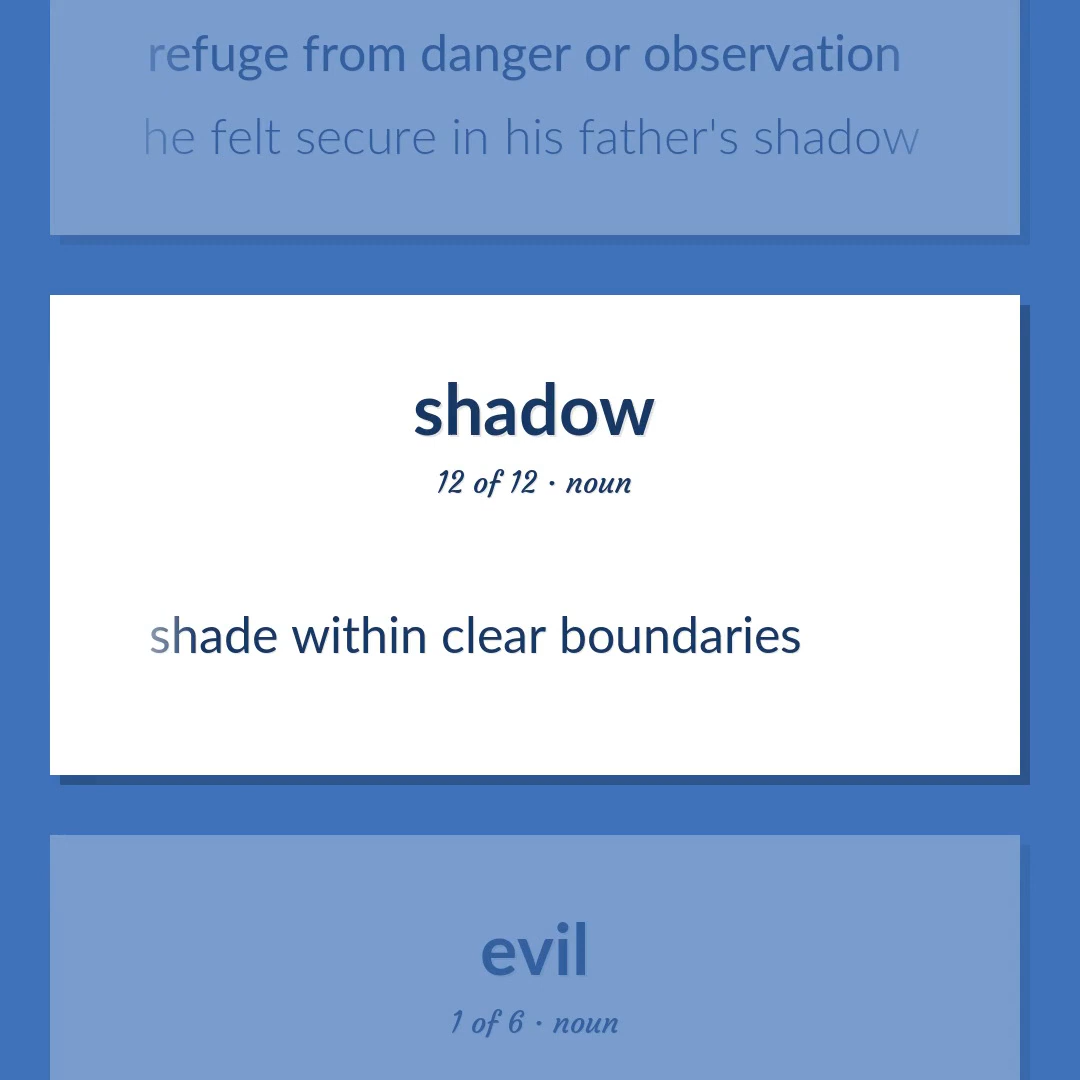 refuge from danger or observation
he felt secure in his father's shadow
shadow
12 of 12 · noun
shade within clear boundaries
evil
1 of 6 · noun